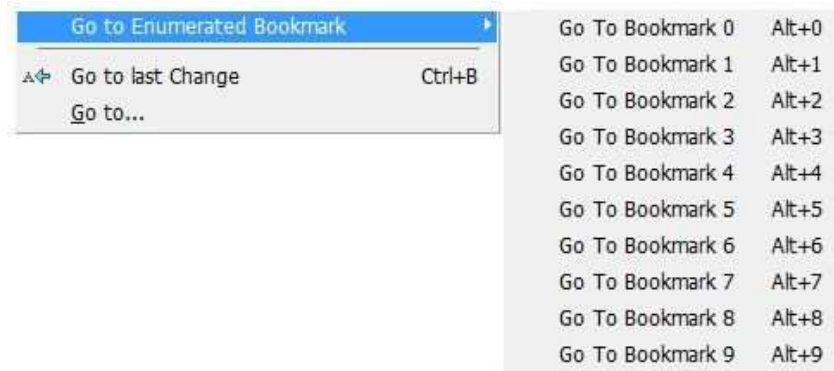 Go to Enumerated Bookmark
A Go to last Change Ctrl+B
Go to...
Go To Bookmark 0 Alt+0
Go To Bookmark 1 Alt+1
Go To Bookmark 2 Alt+2
Go To Bookmark 3 Alt+3
Go To Bookmark 4 Alt+4
Go To Bookmark 5 Alt+5
Go To Bookmark 6 Alt+6
Go To Bookmark 7 Alt+7
Go To Bookmark 8 Alt+8
Go To Bookmark 9 Alt+9